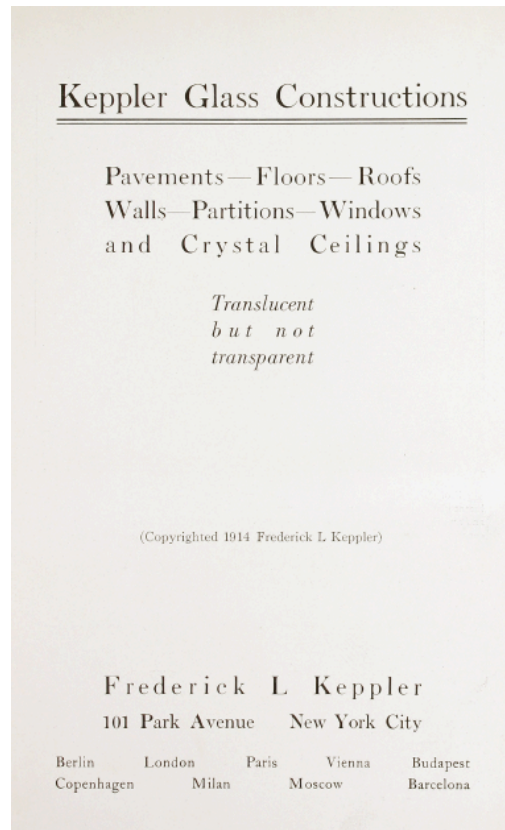 Keppler Glass Constructions
Pavements—Floors—Roofs
Walls—Partitions—Windows
and Crystal Ceilings
Translucent
but not
transparent
(Copyrighted 1914 Frederick L Keppler)
Frederick L Keppler
101 Park Avenue New York City
Berlin London Paris Vienna Budapest
Copenhagen Milan Moscow Barcelona